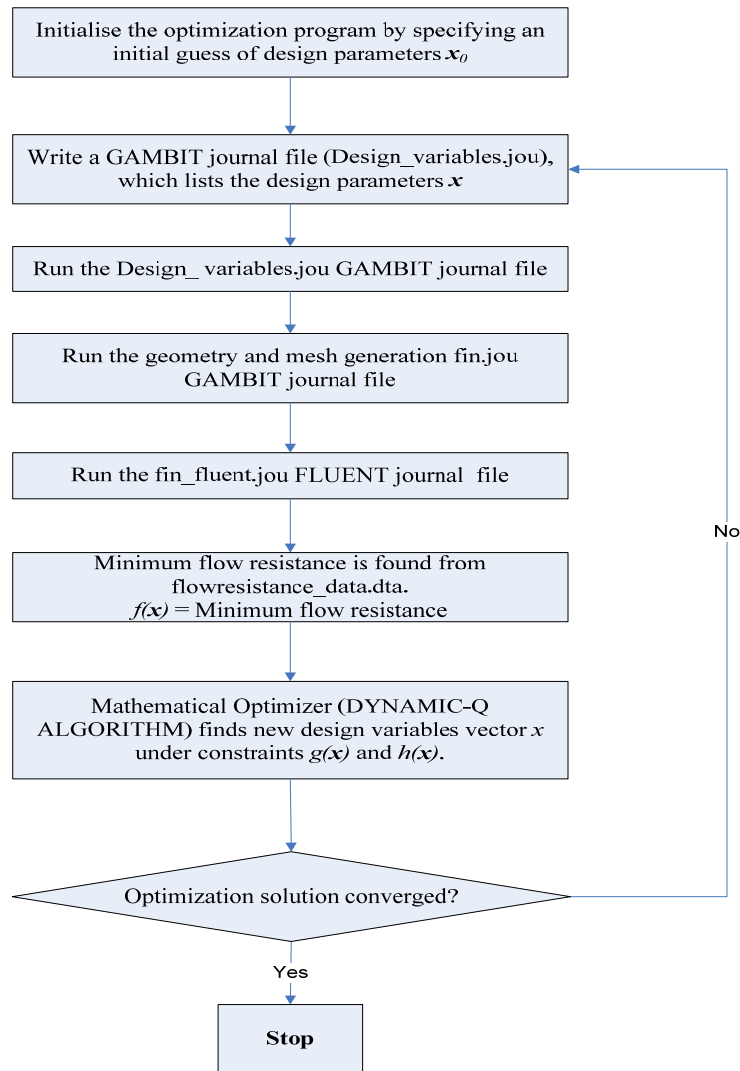 Initialise the optimization program by specifying an
initial guess of design parameters x0
Write a GAMBIT journal file (Design_variables.jou),
which lists the design parameters x
Run the Design_ variables.jou GAMBIT journal file
Run the geometry and mesh generation fin.jou
GAMBIT journal file
Run the fin_fluent.jou FLUENT journal file
No
Minimum flow resistance is found from
flowresistance_data.dta.
f(x) = Minimum flow resistance
Mathematical Optimizer (DYNAMIC-Q
ALGORITHM) finds new design variables vector x
under constraints g(x) and h(x).
Optimization solution converged?
Yes
Stop